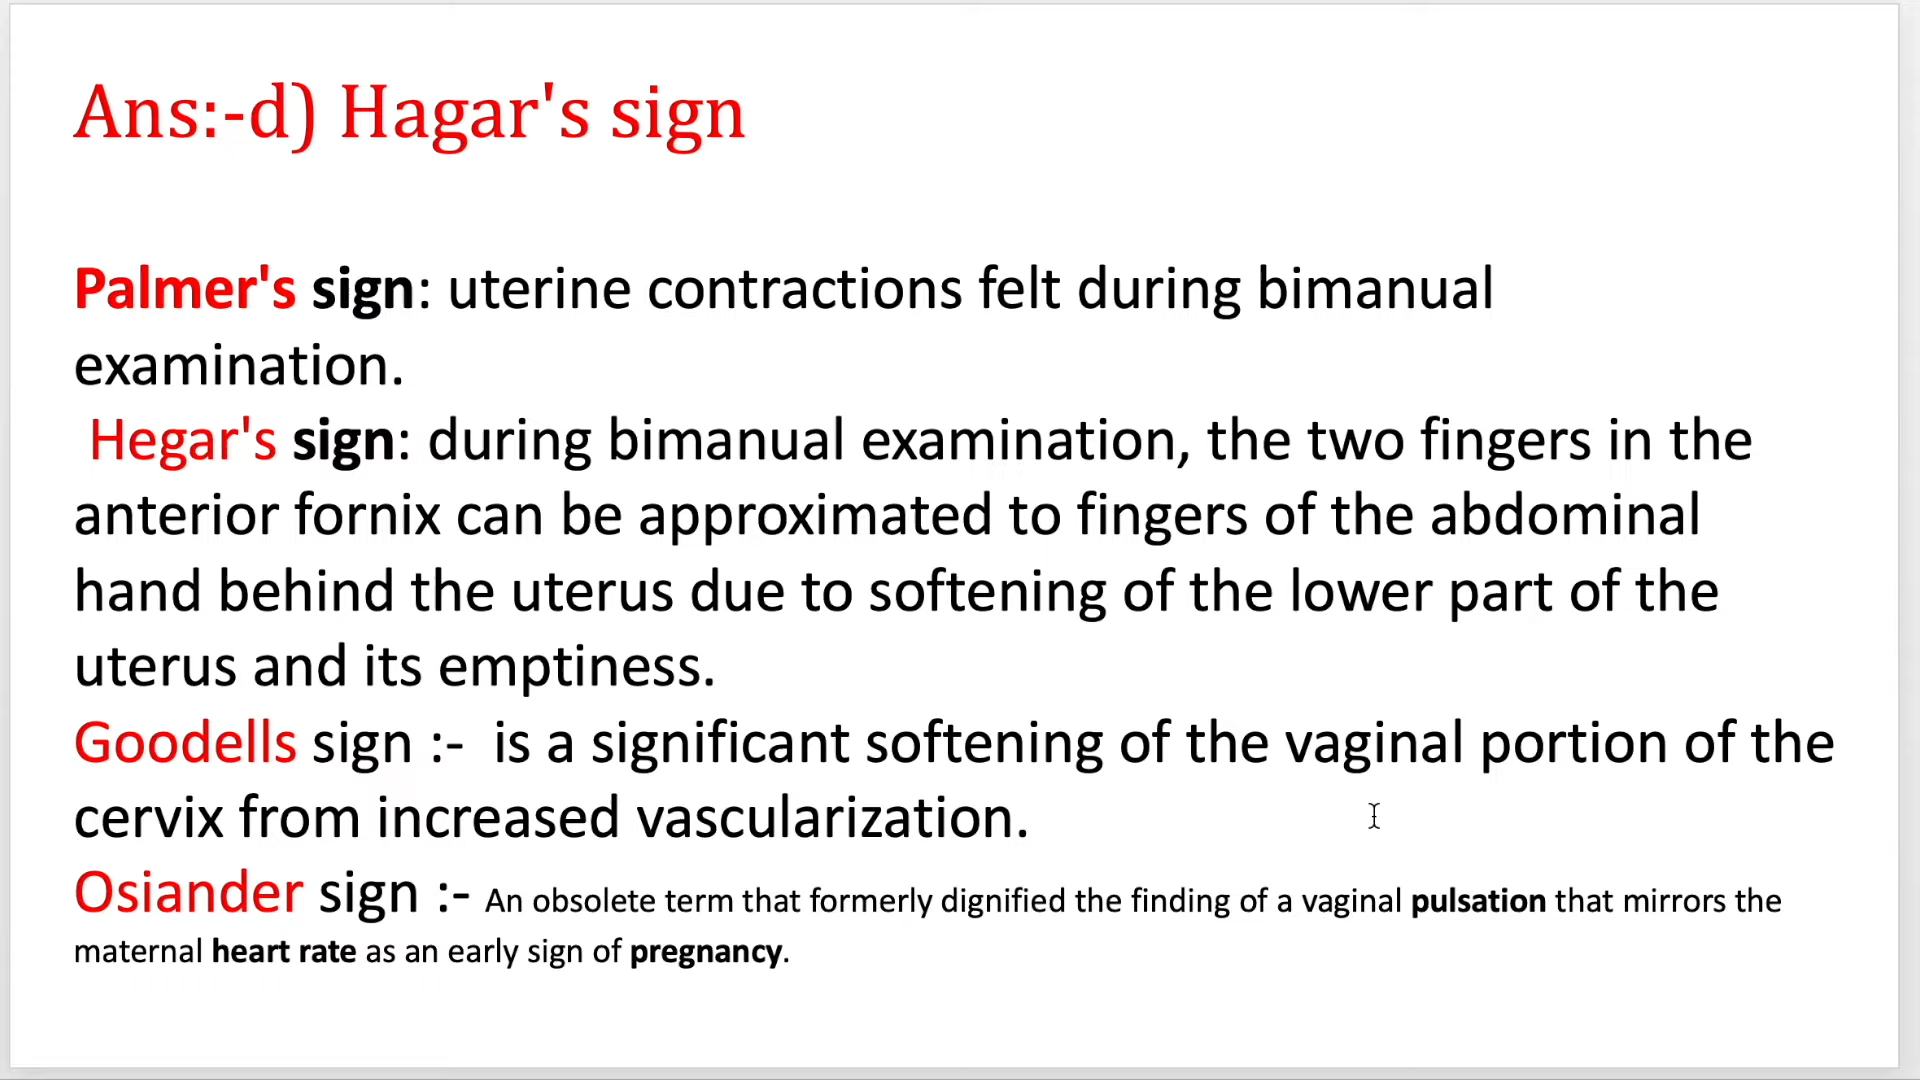 Ans:-d) Hagar's sign
Palmer's sign: uterine contractions felt during bimanual
examination.
Hegar's sign: during bimanual examination, the two fingers in the
anterior fornix can be approximated to fingers of the abdominal
hand behind the uterus due to softening of the lower part of the
uterus and its emptiness.
Goodells sign :- is a significant softening of the vaginal portion of the
cervix from increased vascularization.
Osiander sign :- An obsolete term that formerly dignified the finding of a vaginal pulsation that mirrors the
maternal heart rate as an early sign of pregnancy.